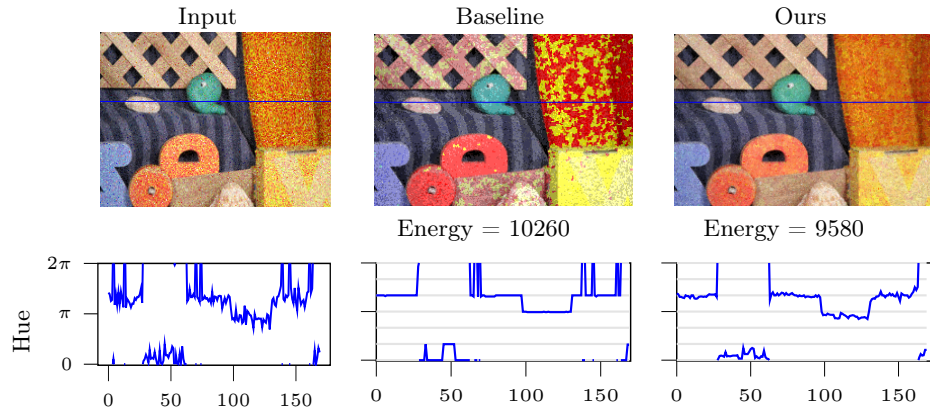 Input Baseline Ours
Energy = 10260 Energy = 9580
2π
π
0
Hue
0 50 100 150 0 50 100 150 0 50 100 150